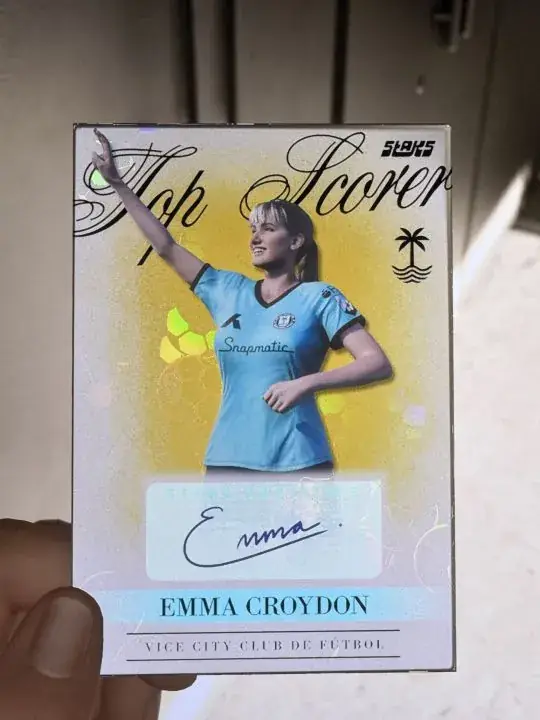 STAKS
Top Scorer
Snapmatic
Emma.
EMMA CROYDON
VICE CITY CLUB DE FÚTBOL